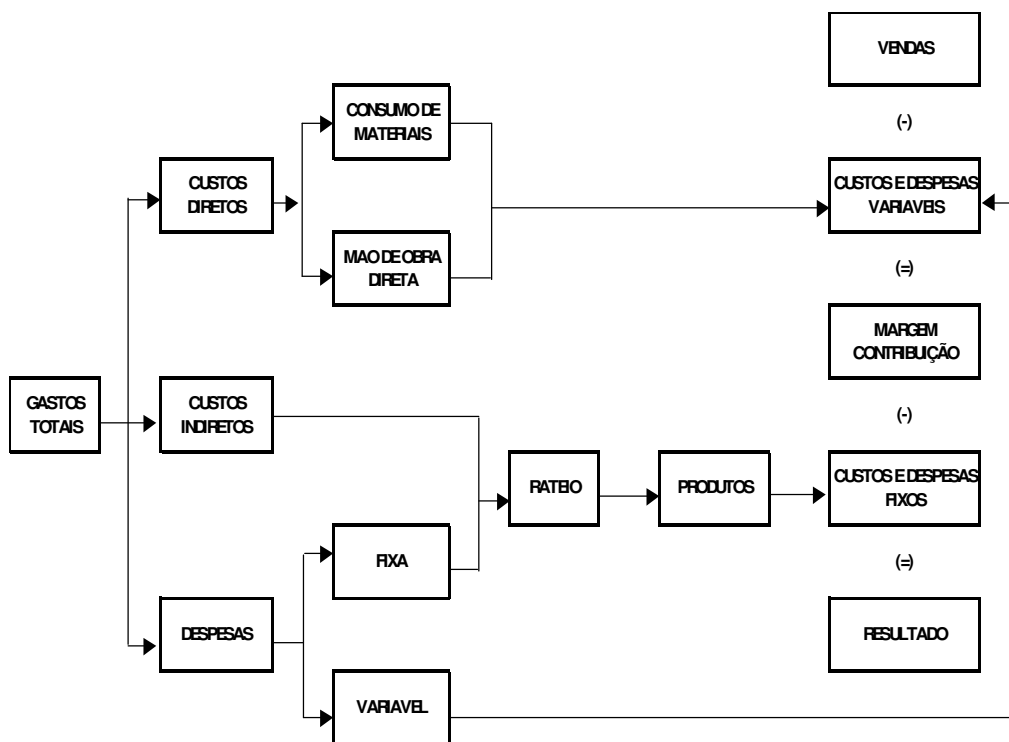 VENDAS
(-)
CONSUMO DE
MATERIAIS
CUSTOS
DIRETOS
CUSTOS E DESPESAS
VARIAVEIS
MAO DE OBRA
DIRETA
(=)
MARGEM
CONTRIBUIÇÃO
GASTOS
TOTAIS
CUSTOS
INDIRETOS
(-)
RATEIO
PRODUTOS
CUSTOS E DESPESAS
FIXOS
FIXA
(=)
DESPESAS
RESULTADO
VARIAVEL